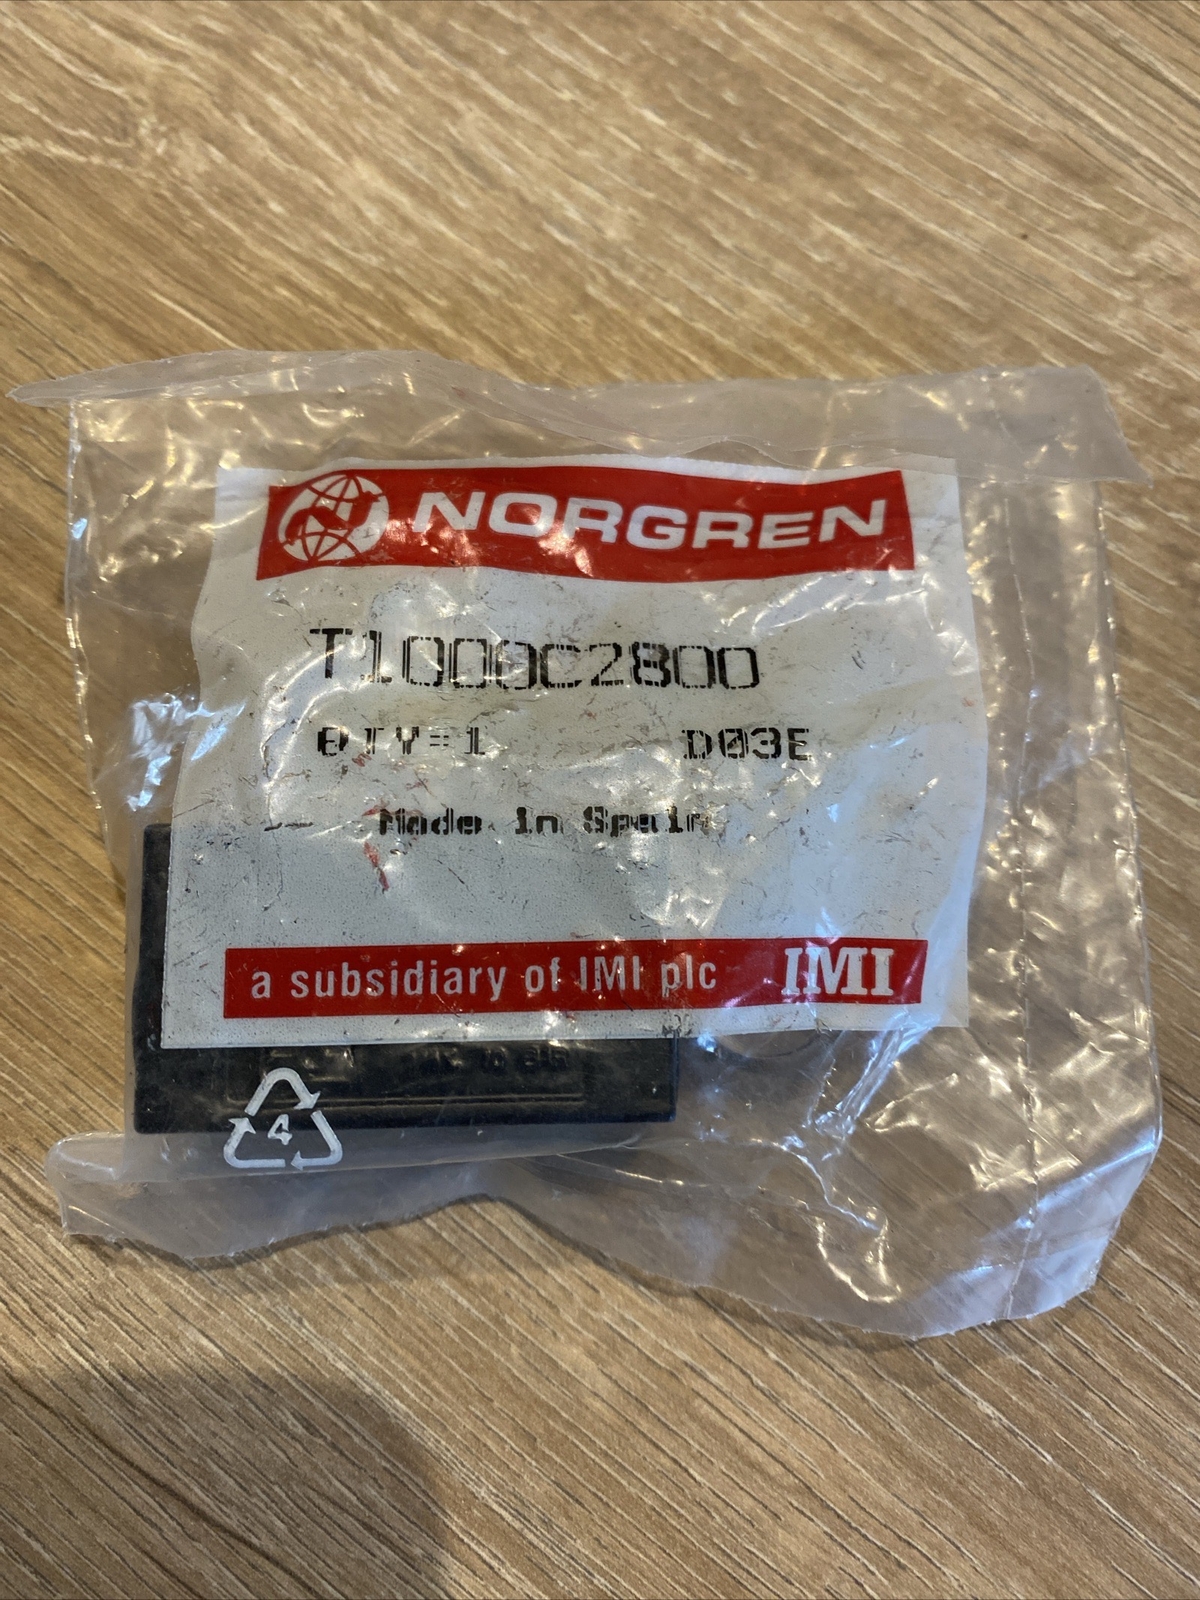 NORGREN
T1000C2800
QTY=1 D03E
Made in Spain
a subsidiary of IMI plc IMI
4